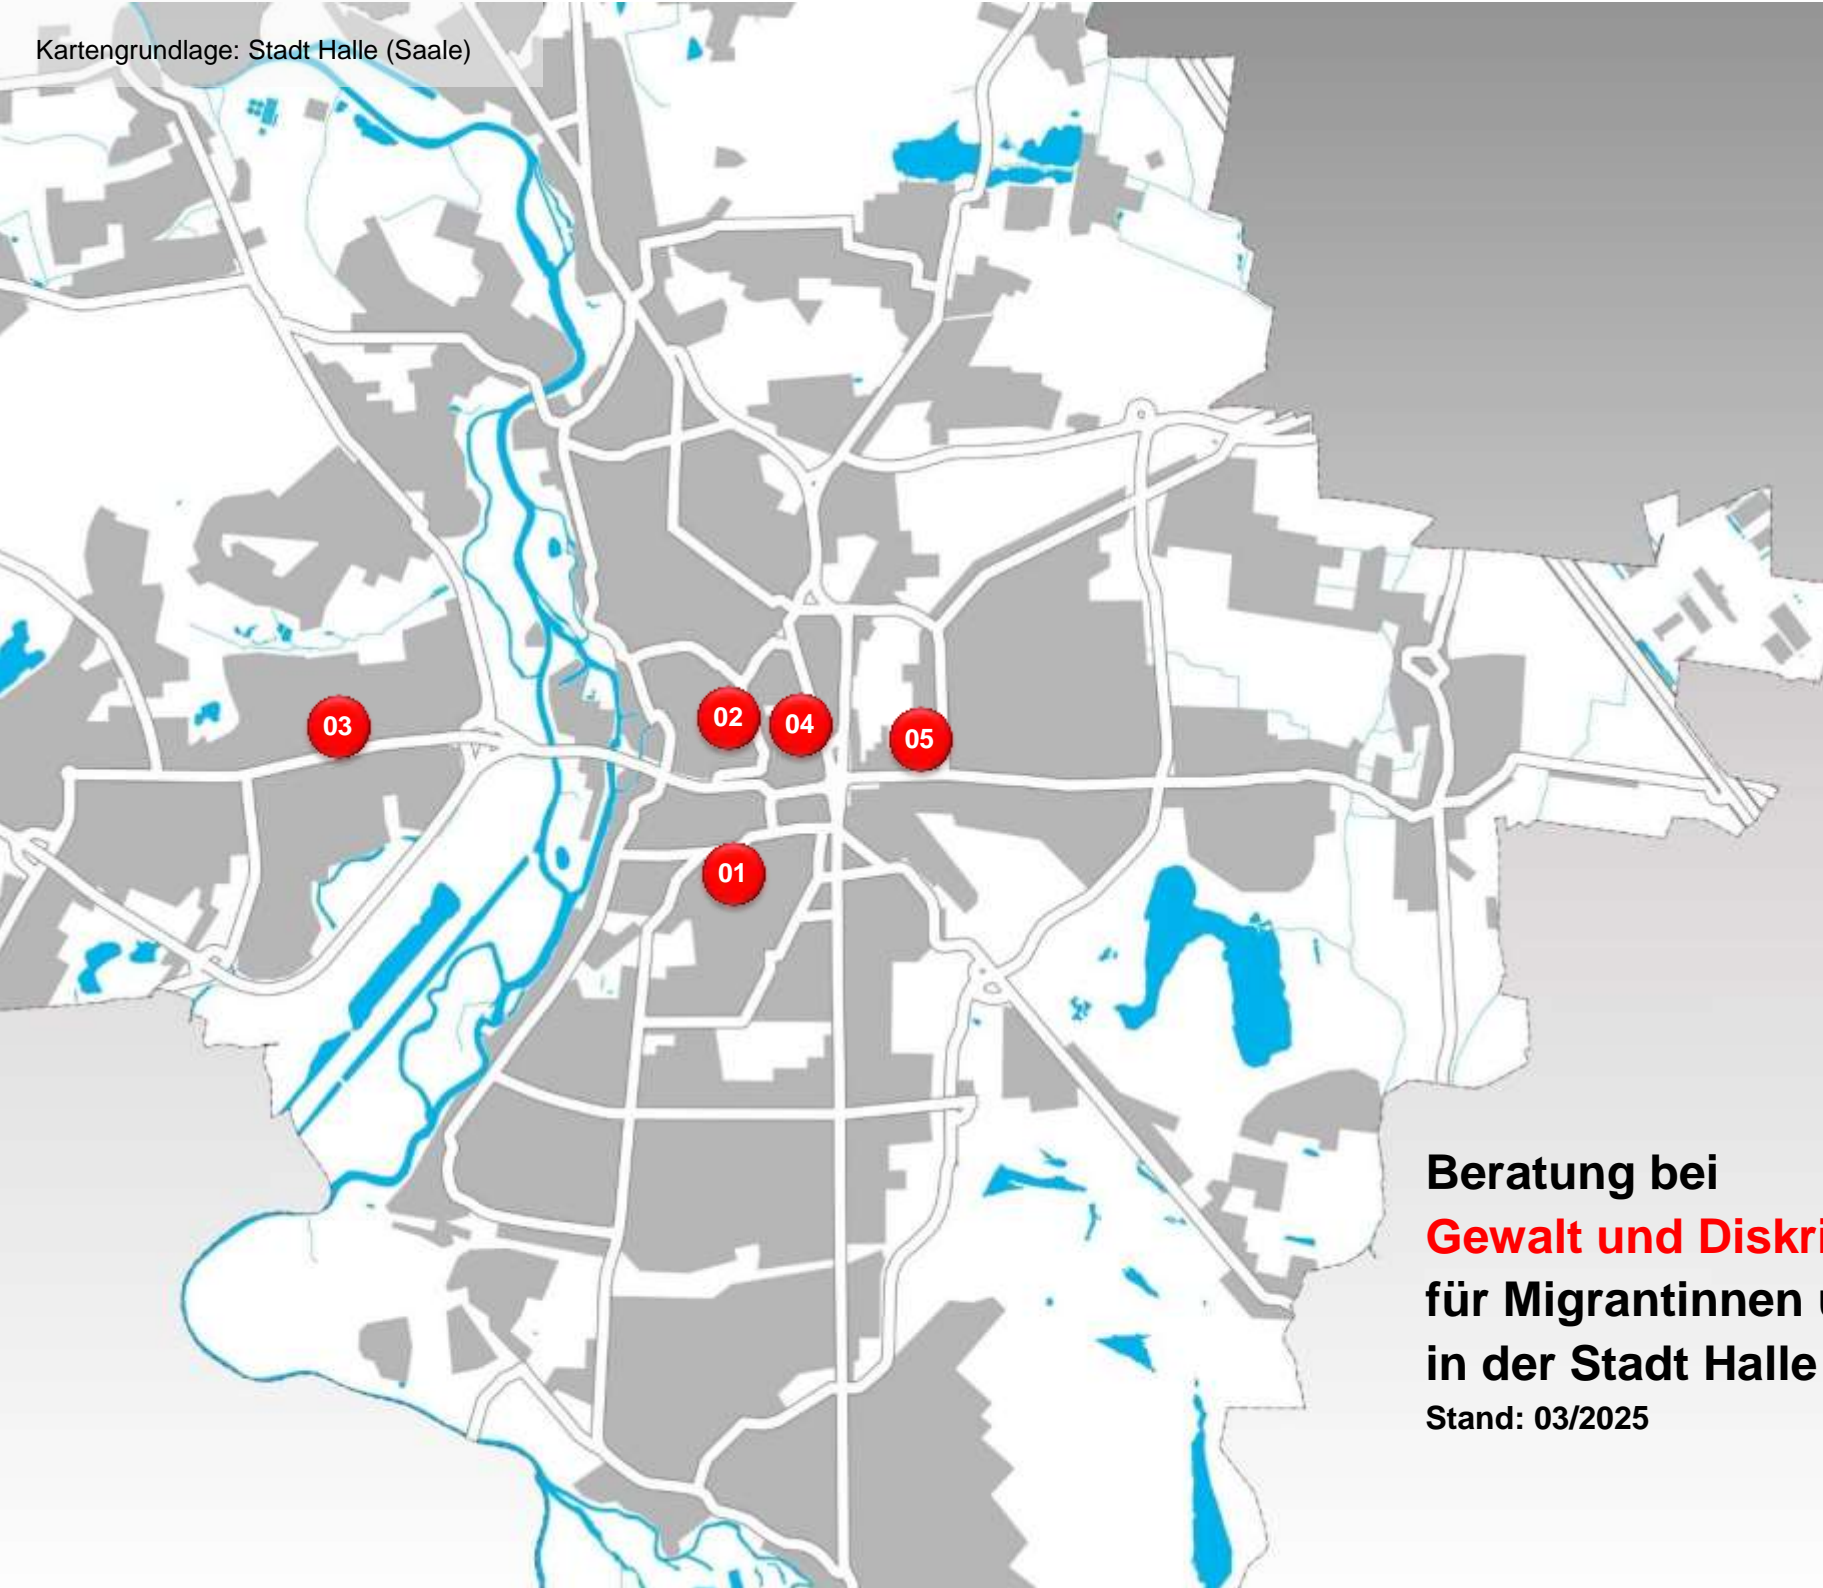 Kartengrundlage: Stadt Halle (Saale)
02
04
03
05
01
Beratung bei
Gewalt und Diskri
für Migrantinnen
in der Stadt Halle
Stand: 03/2025